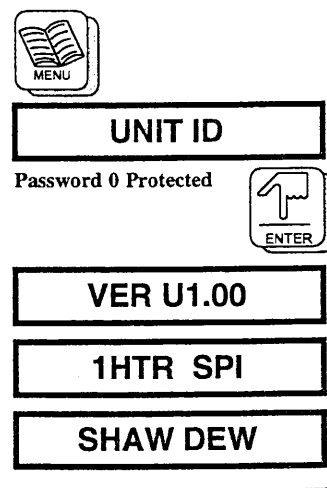 MENU
UNIT ID
Password 0 Protected
ENTER
VER U1.00
1HTR SPI
SHAW DEW